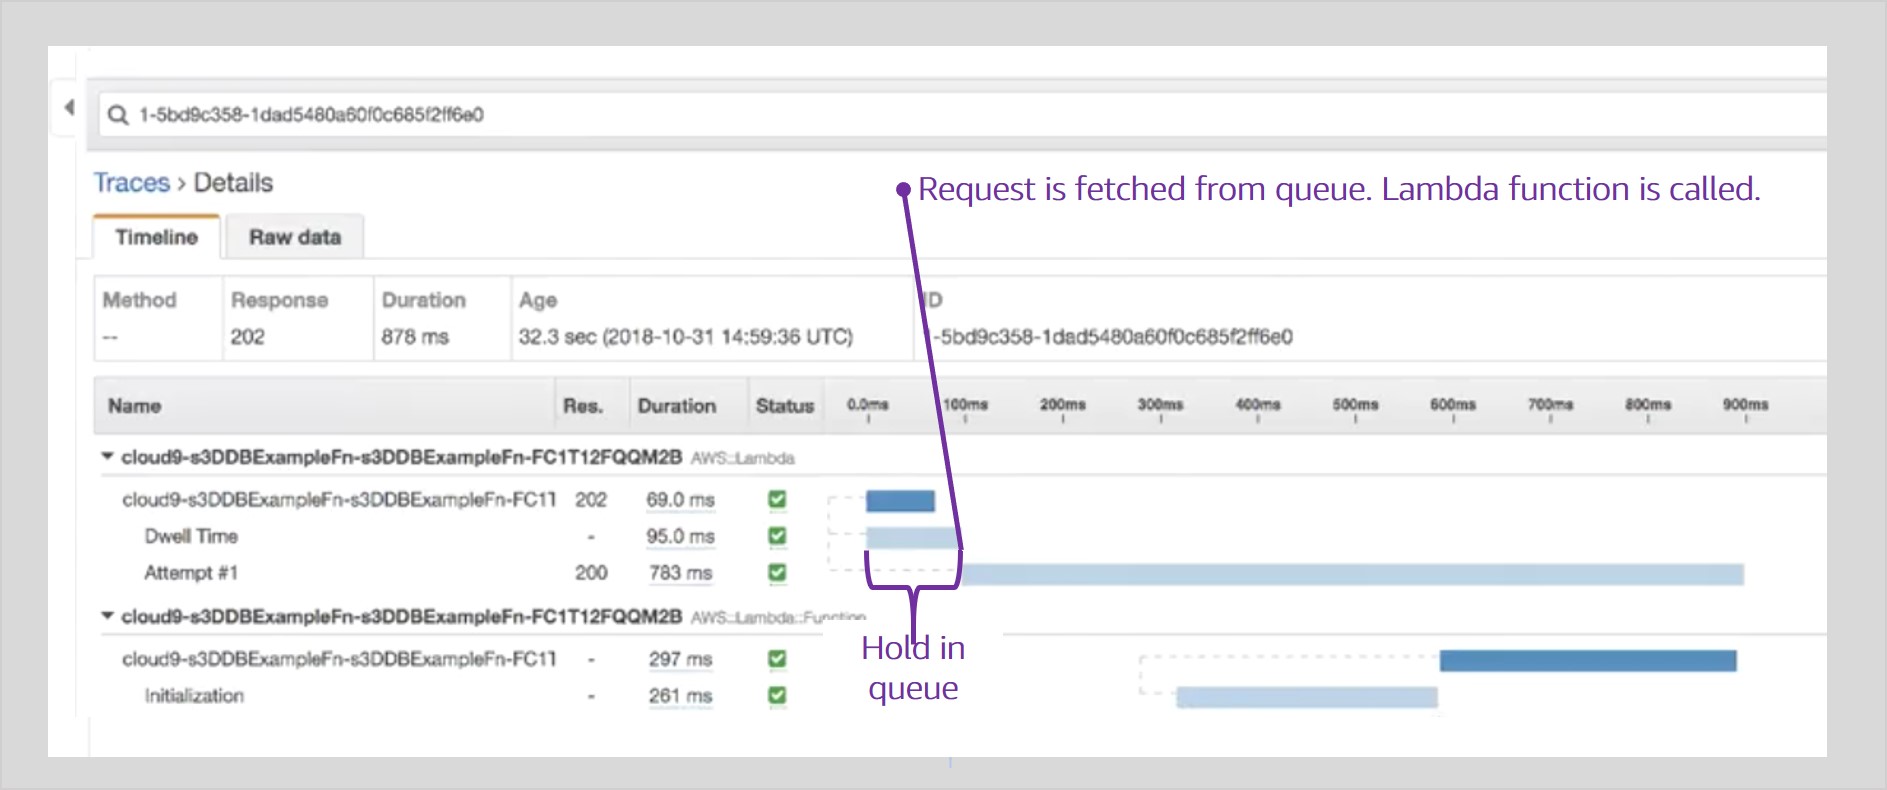 1-5bd9c358-1dad5480a60f0c685f2ff6e0
Traces > Details
Request is fetched from queue. Lambda function is called.
Timeline Raw data
Method Response Duration Age ID
-- 202 878 ms 32.3 sec (2018-10-31 14:59:36 UTC) 1-5bd9c358-1dad5480a60f0c685f2ff6e0
Name Res. Duration Status 0.0ms 100ms 200ms 300ms 400ms 500ms 600ms 700ms 800ms 900ms
cloud9-s3DDBExampleFn-s3DDBExampleFn-FC1T12FQQM2B AWS::Lambda
cloud9-s3DDBExampleFn-s3DDBExampleFn-FC1T 202 69.0 ms
Dwell Time - 95.0 ms
Attempt #1 200 783 ms
cloud9-s3DDBExampleFn-s3DDBExampleFn-FC1T12FQQM2B AWS::Lambda::Function
cloud9-s3DDBExampleFn-s3DDBExampleFn-FC1T - 297 ms
Initialization - 261 ms
Hold in
queue